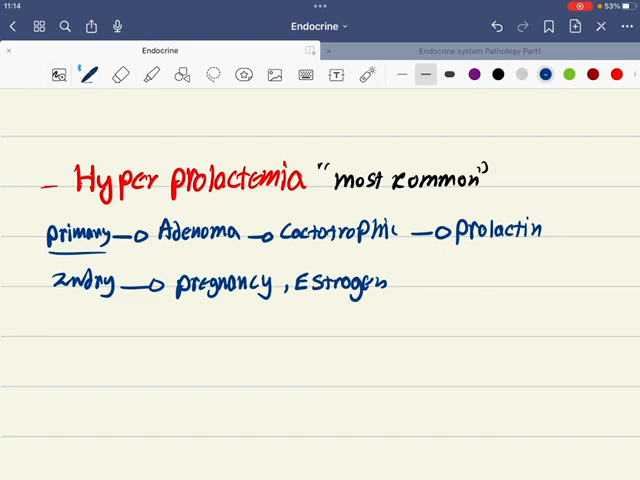 11:14
53%
Endocrine
Endocrine
Endocrine system Pathology Part1
- Hyper prolactemia "most common"
primary → Adenoma → Lactotrophic → prolactin
2ndry → pregnancy, Estrogen